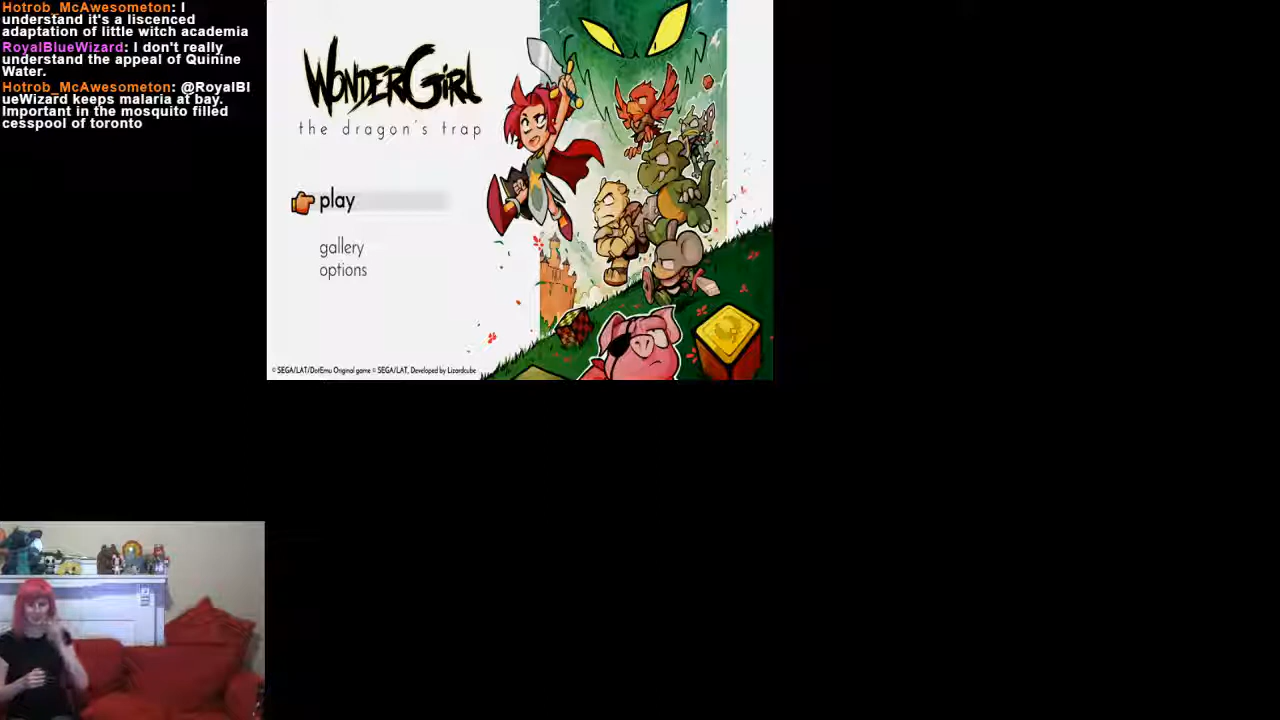 Hotrob_McAwesometon: I
understand it's a liscenced
adaptation of little witch academia
RoyalBlueWizard: I don't really
understand the appeal of Quinine
Water.
Hotrob_McAwesometon: @RoyalBl
ueWizard keeps malaria at bay.
Important in the mosquito filled
cesspool of toronto
WONDERGIRL
the dragon's trap
play
gallery
options
© SEGA/LAT/DotEmu Original game © SEGA/LAT, Developed by Lizardcube